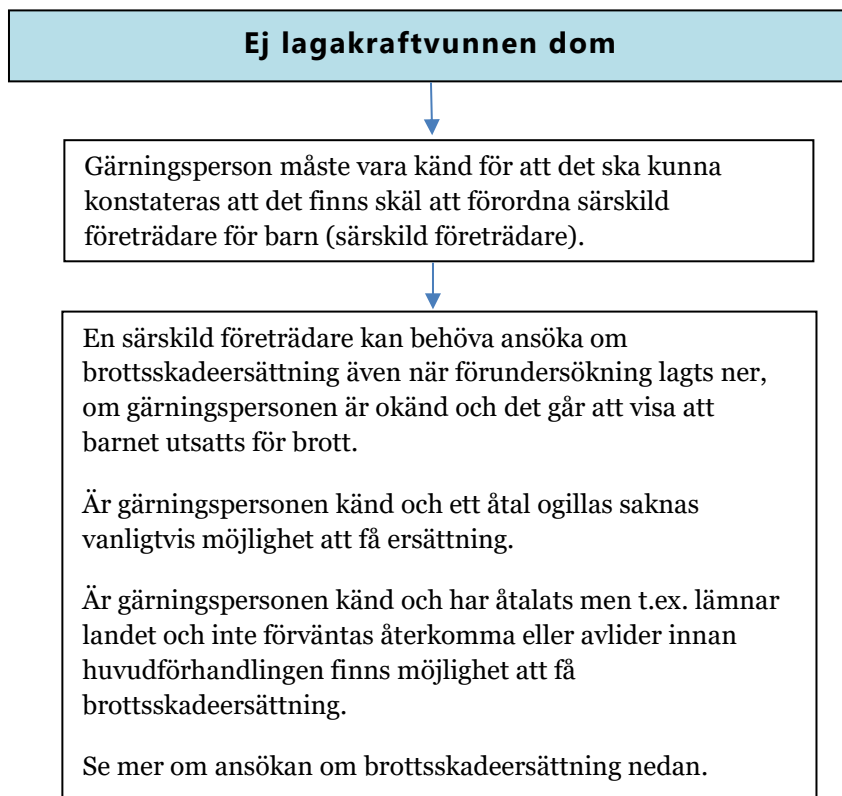 Ej lagakraftvunnen dom
Gärningsperson måste vara känd för att det ska kunna
konstateras att det finns skäl att förordna särskild
företrädare för barn (särskild företrädare).
En särskild företrädare kan behöva ansöka om
brottsskadeersättning även när förundersökning lagts ner,
om gärningspersonen är okänd och det går att visa att
barnet utsatts för brott.
Är gärningspersonen känd och ett åtal ogillas saknas
vanligtvis möjlighet att få ersättning.
Är gärningspersonen känd och har åtalats men t.ex. lämnar
landet och inte förväntas återkomma eller avlider innan
huvudförhandlingen finns möjlighet att få
brottsskadeersättning.
Se mer om ansökan om brottsskadeersättning nedan.